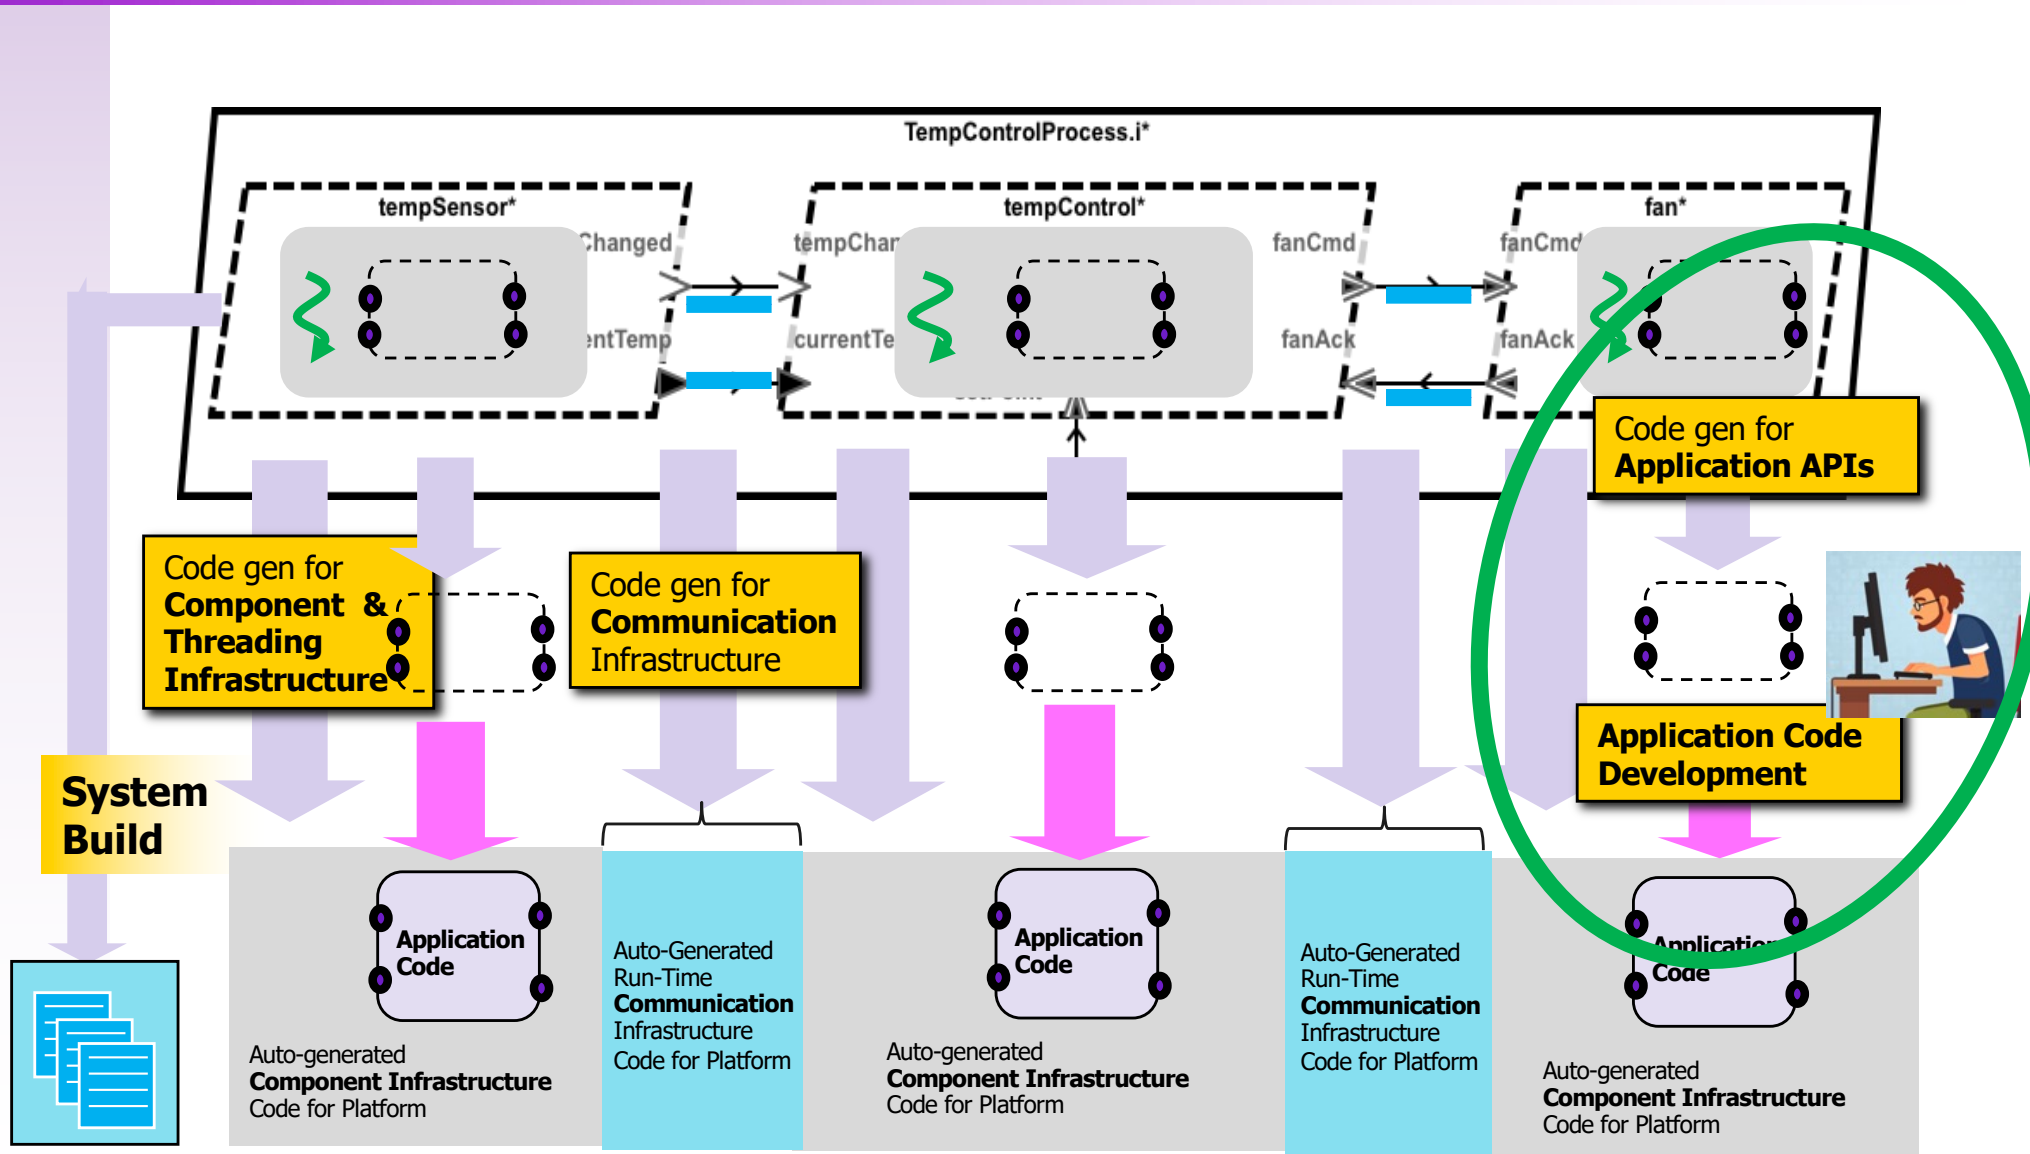 TempControlProcess.i*
tempSensor*
tempControl*
fan*
Changed
tempChar
fanCmd
fanCmd
entTemp
currentTe
fanAck
fanAck
Code gen for
Application APIs
Code gen for
Component &
Threading
Infrastructure
Code gen for
Communication
Infrastructure
Application Code
Development
System
Build
Application
Code
Auto-generated
Component Infrastructure
Code for Platform
Auto-Generated
Run-Time
Communication
Infrastructure
Code for Platform
Application
Code
Auto-generated
Component Infrastructure
Code for Platform
Auto-Generated
Run-Time
Communication
Infrastructure
Code for Platform
Application
Code
Auto-generated
Component Infrastructure
Code for Platform